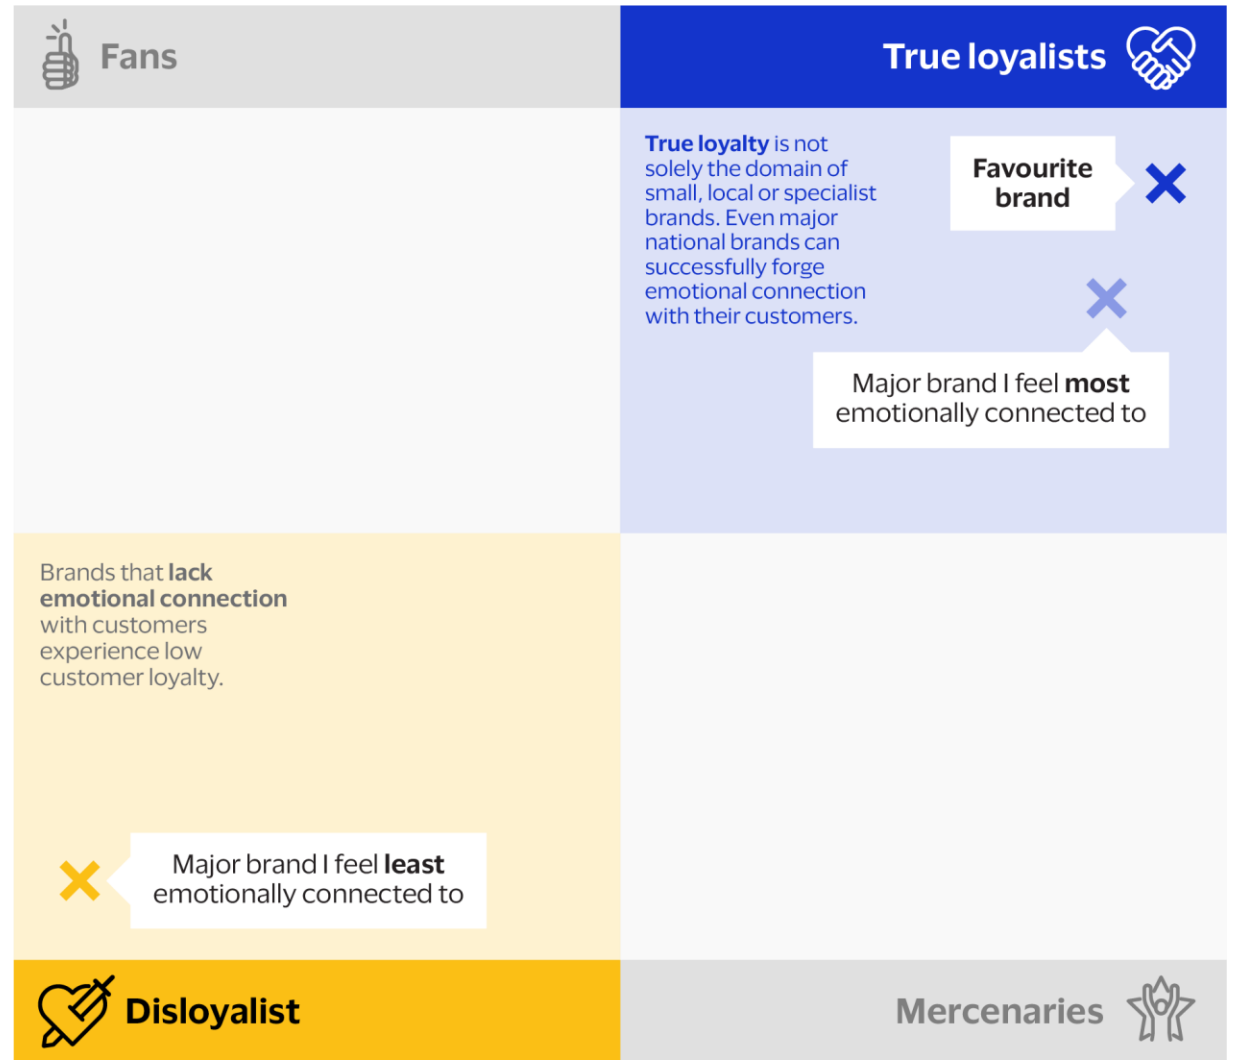 Fans
True loyalists
True loyalty is not
solely the domain of
small, local or specialist
brands. Even major
national brands can
successfully forge
emotional connection
with their customers.
Favourite
brand
Major brand I feel most
emotionally connected to
Brands that lack
emotional connection
with customers
experience low
customer loyalty.
Major brand I feel least
emotionally connected to
Disloyalist
Mercenaries